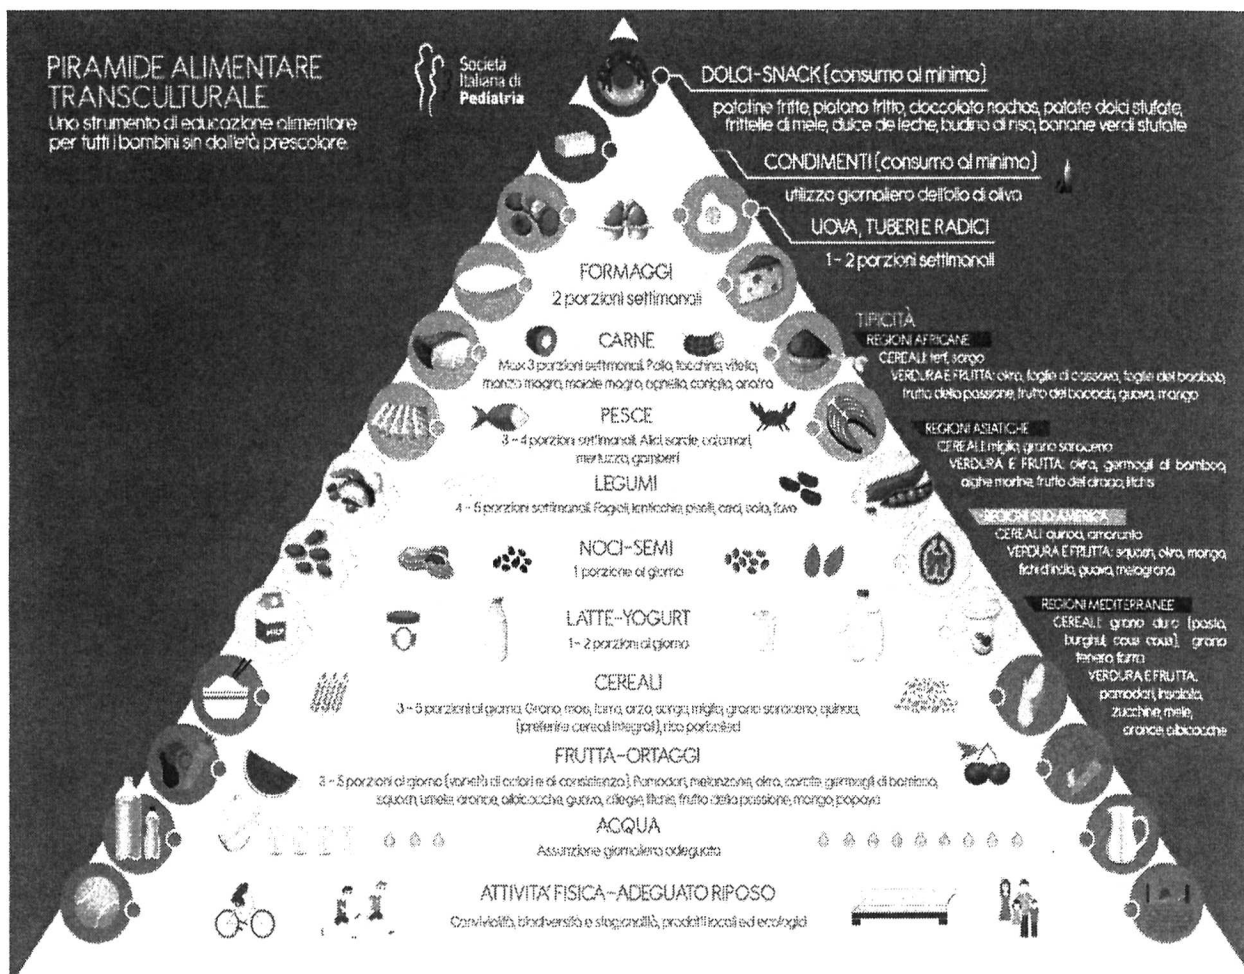 PIRAMIDE ALIMENTARE
TRANSCULTURALE
Uno strumento di educazione alimentare
per tutti i bambini sin dall'età prescolare.
Società
Italiana di
Pediatria
DOLCI-SNACK (consumo al minimo)
patatine fritte, platano fritto, cioccolato nachos, patate dolci stufate,
frittelle di mele, dulce de leche, budino di riso, banane verdi stufate
CONDIMENTI (consumo al minimo)
utilizzo giornaliero dell'olio di oliva
UOVA, TUBERI E RADICI
1 - 2 porzioni settimanali
FORMAGGI
2 porzioni settimanali
CARNE
Max 3 porzioni settimanali. Pollo, tacchino, vitello,
manzo magro, maiale magro, agnello, coniglio, anatra
PESCE
3 - 4 porzioni settimanali. Alici, sarde, calamari,
merluzzo, gamberi
LEGUMI
4 - 5 porzioni settimanali. Fagioli, lenticchie, piselli, ceci, soia, fave
NOCI-SEMI
1 porzione al giorno
LATTE-YOGURT
1 - 2 porzioni al giorno
CEREALI
3 - 5 porzioni al giorno. Grano, mais, farro, orzo, sorgo, miglio, grano saraceno, quinoa,
(preferire cereali integrali), riso parboiled
FRUTTA-ORTAGGI
3 - 5 porzioni al giorno (varietà di colori e di consistenza). Pomodori, melanzane, okra, carote, germogli di bamboo,
squash, mele, arance, albicocche, guava, ciliegie, litchis, frutto della passione, mango, papaya
ACQUA
Assunzione giornaliera adeguata
ATTIVITA' FISICA-ADEGUATO RIPOSO
Convivialità, biodiversità e stagionalità, prodotti locali ed ecologici
TIPICITÀ
REGIONI AFRICANE
CEREALI: teff, sorgo
VERDURA E FRUTTA: okra, foglie di cassava, foglie del baobab,
frutto della passione, frutto del baobab, guava, mango
REGIONI ASIATICHE
CEREALI: miglio, grano saraceno
VERDURA E FRUTTA: okra, germogli di bamboo,
alghe marine, frutto del drago, litchis
REGIONI SUD-AMERICA
CEREALI: quinoa, amaranto
VERDURA E FRUTTA: squash, okra, mango,
fichi d'india, guava, melograno
REGIONI MEDITERRANEE
CEREALI: grano duro (pasta,
burghul, cous cous), grano
tenero farro
VERDURA E FRUTTA:
pomodori, insalata,
zucchine, mele,
arance, albicocche